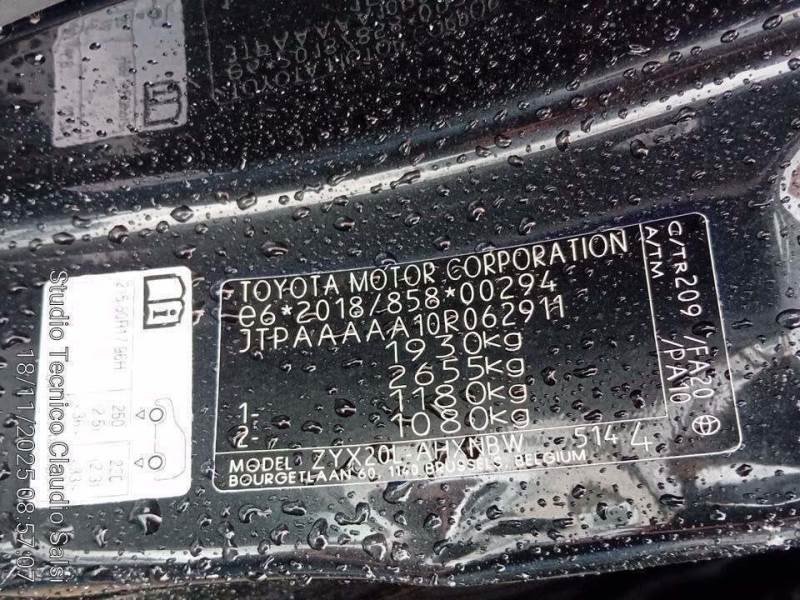 TOYOTA MOTOR CORPORATION
e6*2018/858*00294
JTPAAAAA10R062911
1930kg
2655kg
1- 1180kg
2- 1080kg
MODEL ZYX20L-AHXNBW 514 4
BOURGETLAAN 60, 1140 BRUSSELS, BELGIUM
C/TR 209 /FA20
A/TM /PA10
Studio Tecnico Claudio Salsi
18/11/2025 08:57:07